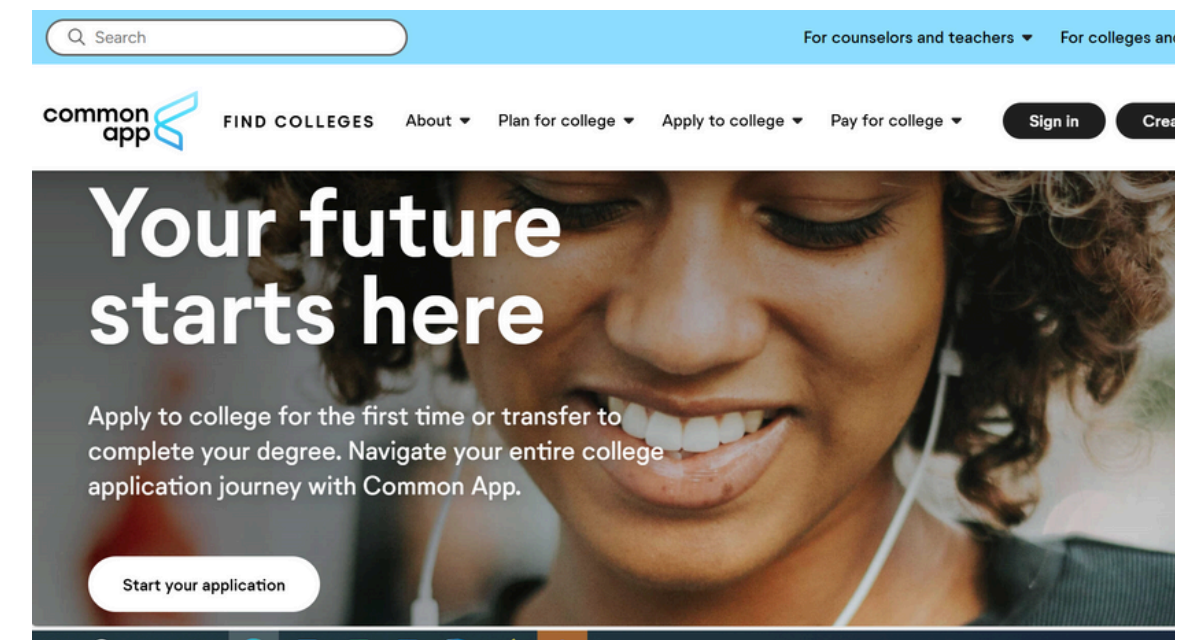 Search
For counselors and teachers
For colleges
common
app
FIND COLLEGES
About
Plan for college
Apply to college
Pay for college
Sign in
Your future
starts here
Apply to college for the first time or transfer to
complete your degree. Navigate your entire college
application journey with Common App.
Start your application